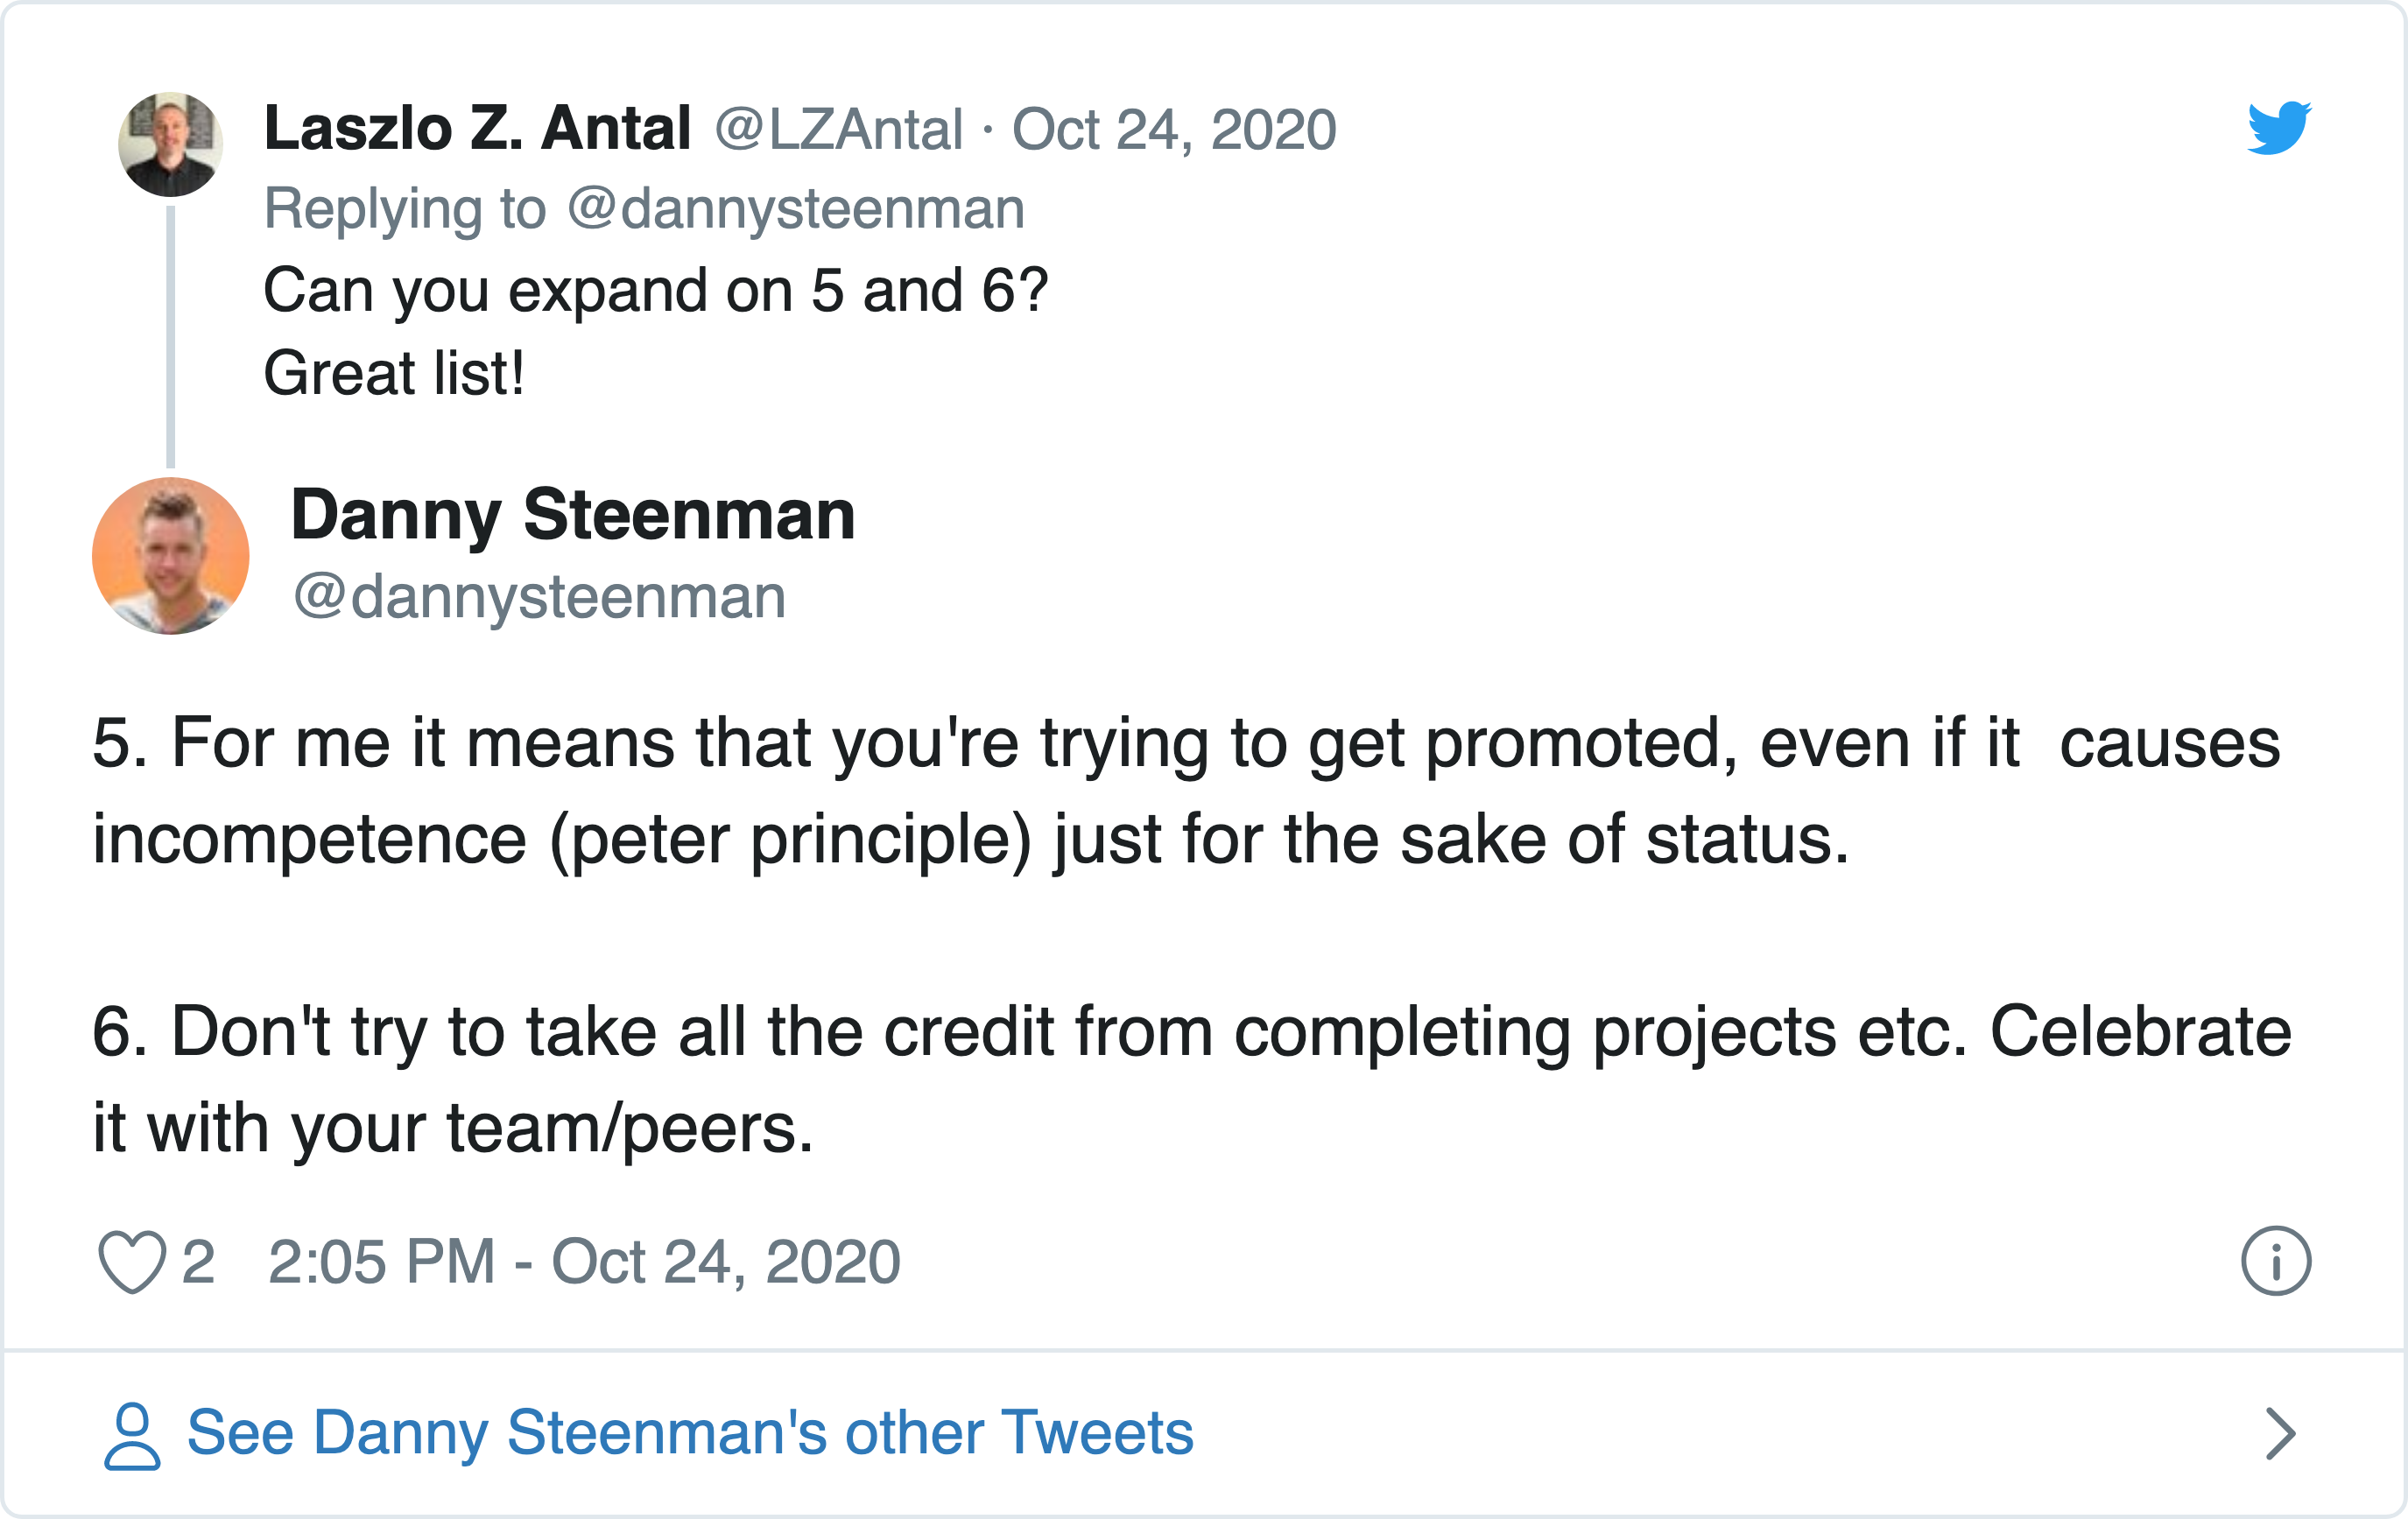 Laszlo Z. Antal @LZAntal · Oct 24, 2020
Replying to @dannysteenman
Can you expand on 5 and 6?
Great list!
Danny Steenman
@dannysteenman
5. For me it means that you're trying to get promoted, even if it  causes
incompetence (peter principle) just for the sake of status.
6. Don't try to take all the credit from completing projects etc. Celebrate
it with your team/peers.
2 2:05 PM - Oct 24, 2020
See Danny Steenman's other Tweets